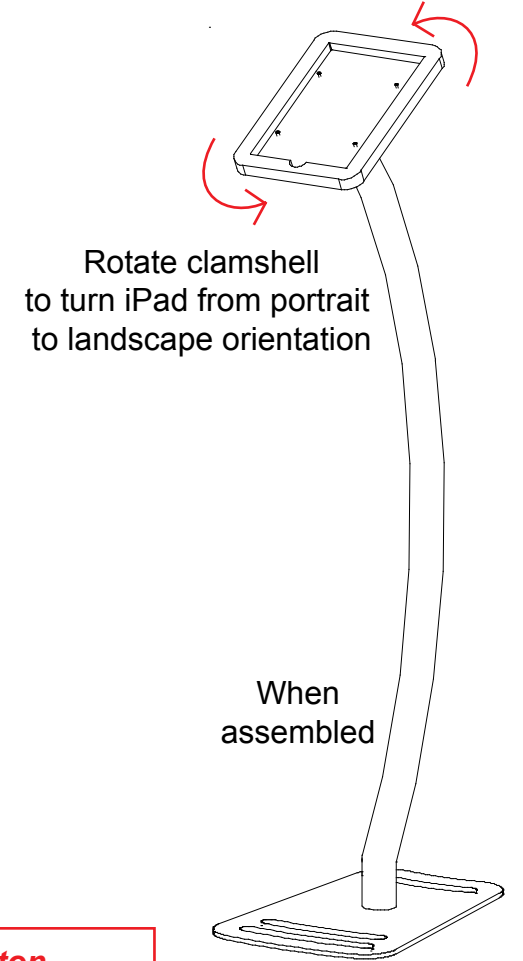 Rotate clamshell
to turn iPad from portrait
to landscape orientation
When
assembled